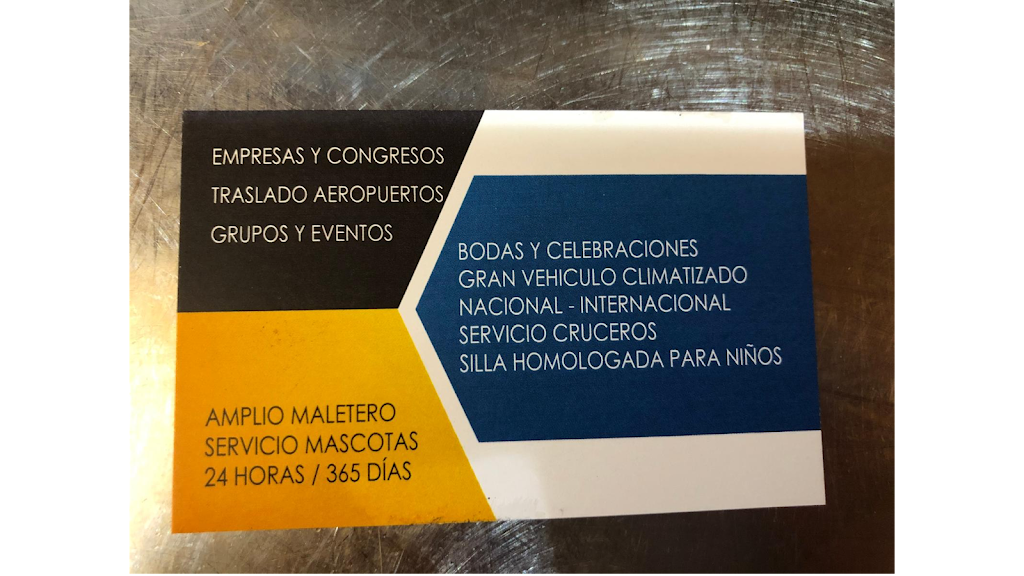 EMPRESAS Y CONGRESOS
TRASLADO AEROPUERTOS
GRUPOS Y EVENTOS
BODAS Y CELEBRACIONES
GRAN VEHICULO CLIMATIZADO
NACIONAL - INTERNACIONAL
SERVICIO CRUCEROS
SILLA HOMOLOGADA PARA NIÑOS
AMPLIO MALETERO
SERVICIO MASCOTAS
24 HORAS / 365 DÍAS